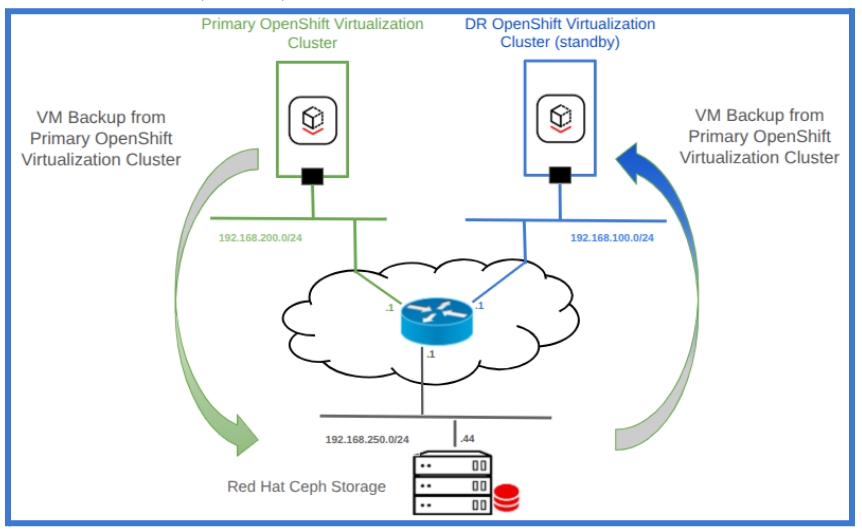 Primary OpenShift Virtualization
Cluster
DR OpenShift Virtualization
Cluster (standby)
VM Backup from
Primary OpenShift
Virtualization Cluster
VM Backup from
Primary OpenShift
Virtualization Cluster
192.168.200.0/24
192.168.100.0/24
.1
.1
.1
192.168.250.0/24
.44
Red Hat Ceph Storage